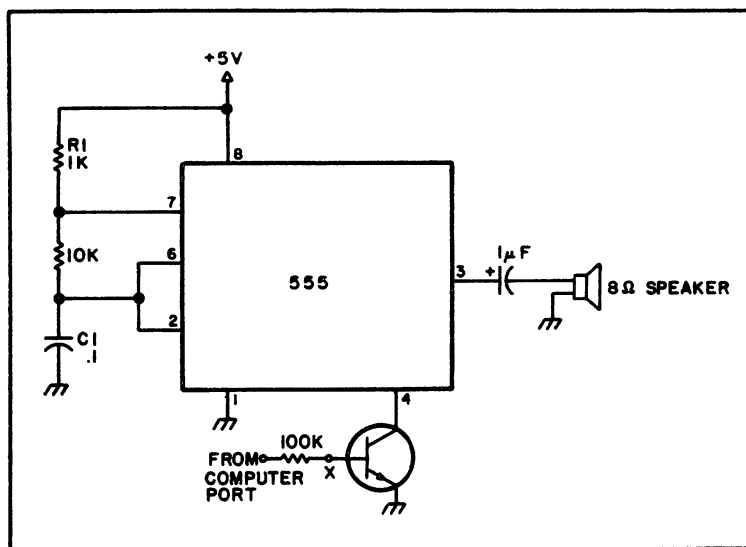 +5V
R1
1K
8
7
10K
6
555
1µF
3
+
8Ω SPEAKER
2
C1
.1
1
4
100K
FROM
X
COMPUTER
PORT